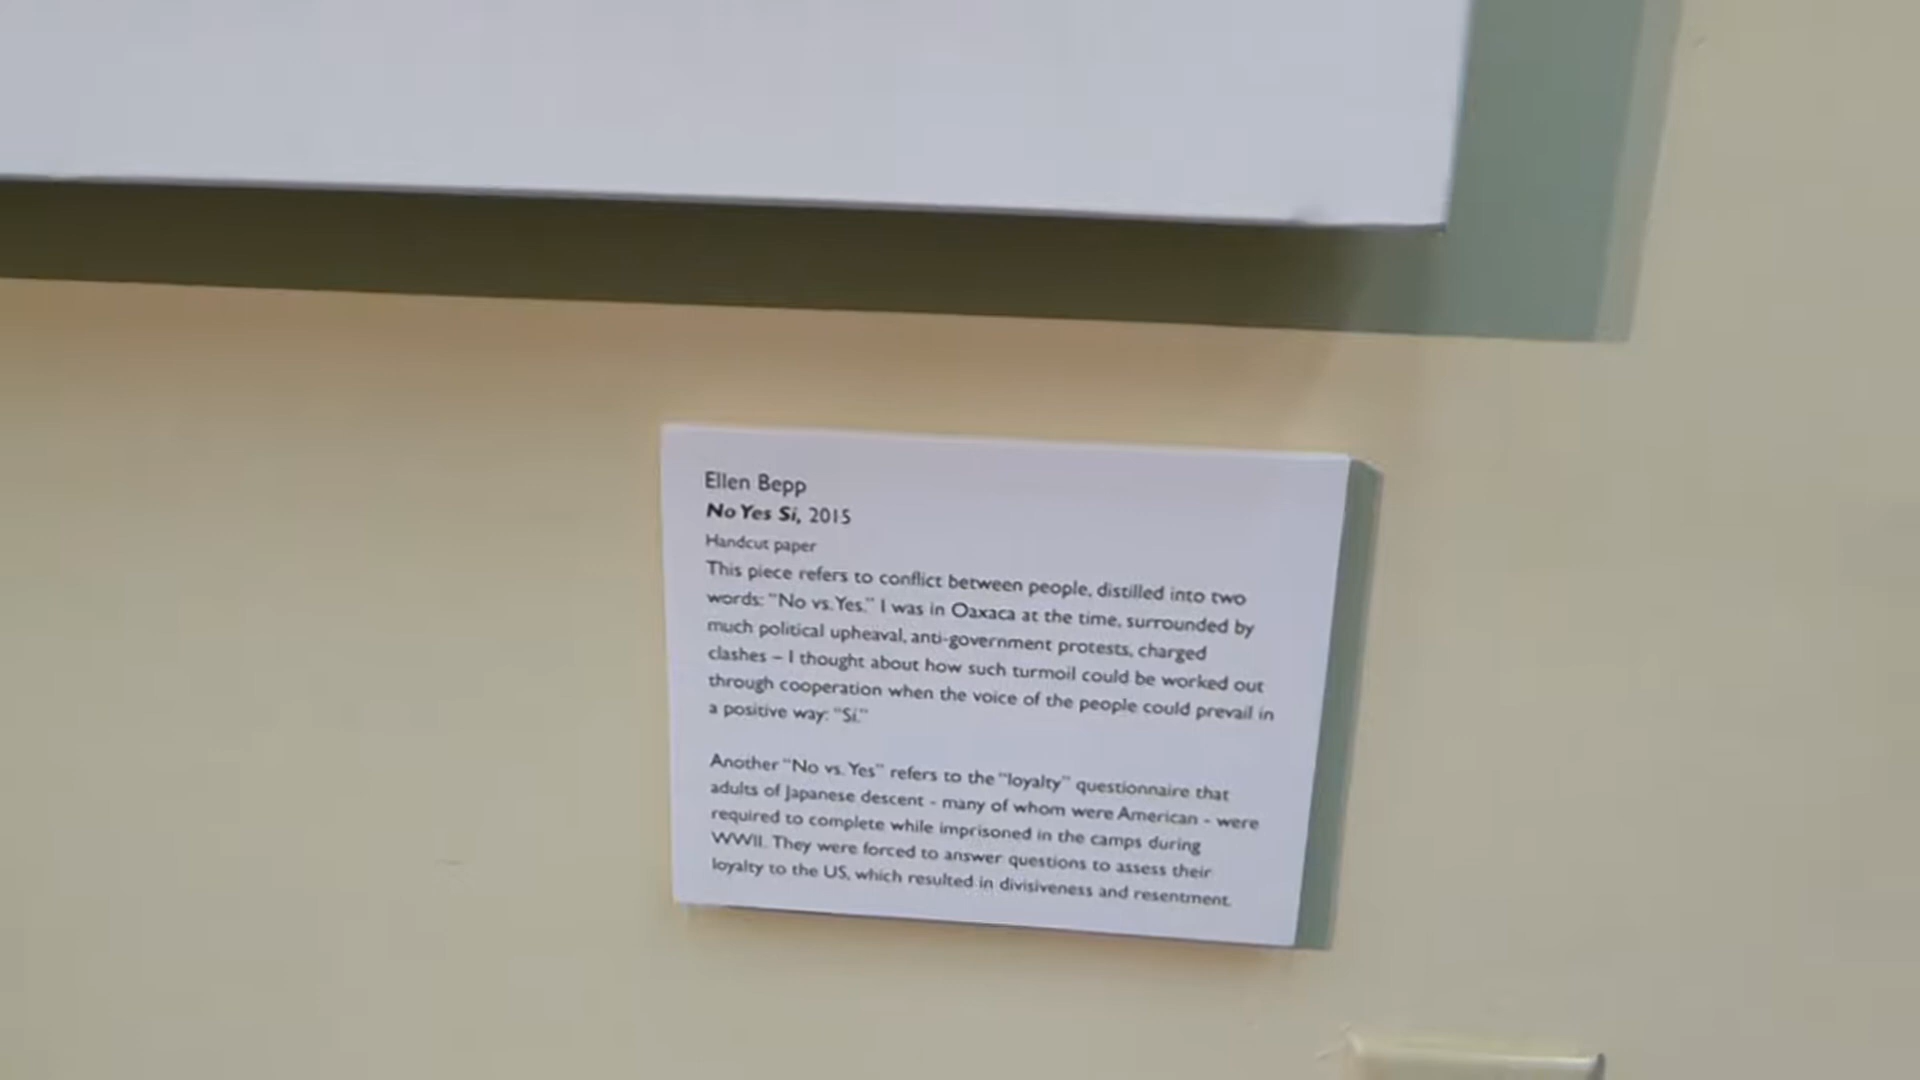 Ellen Bepp
No Yes Si, 2015
Handcut paper
This piece refers to conflict between people, distilled into two
words: "No vs. Yes." I was in Oaxaca at the time, surrounded by
much political upheaval, anti-government protests, charged
clashes – I thought about how such turmoil could be worked out
through cooperation when the voice of the people could prevail in
a positive way: "Si."
Another "No vs. Yes" refers to the "loyalty" questionnaire that
adults of Japanese descent - many of whom were American - were
required to complete while imprisoned in the camps during
WWII. They were forced to answer questions to assess their
loyalty to the US, which resulted in divisiveness and resentment.